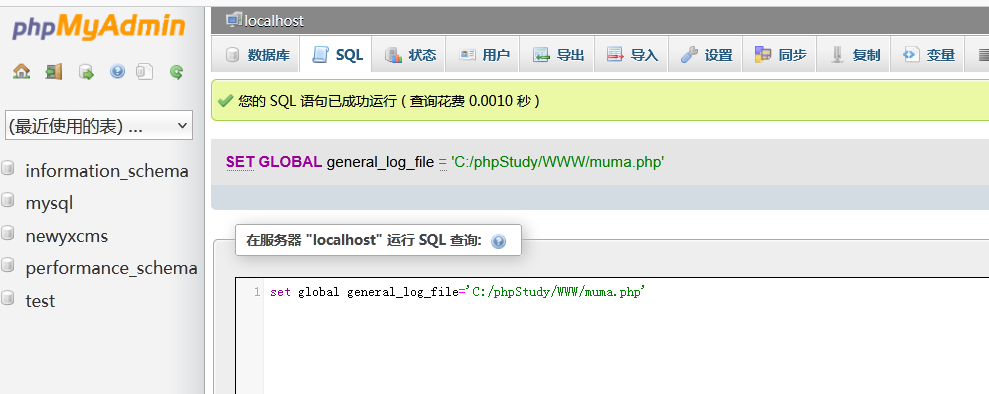 phpMyAdmin
localhost
数据库 SQL 状态 用户 导出 导入 设置 同步 复制 变量
(最近使用的表) ...
information_schema
mysql
newyxcms
performance_schema
test
您的 SQL 语句已成功运行 ( 查询花费 0.0010 秒 )
SET GLOBAL general_log_file = 'C:/phpStudy/WWW/muma.php'
在服务器 "localhost" 运行 SQL 查询:
1 set global general_log_file='C:/phpStudy/WWW/muma.php'